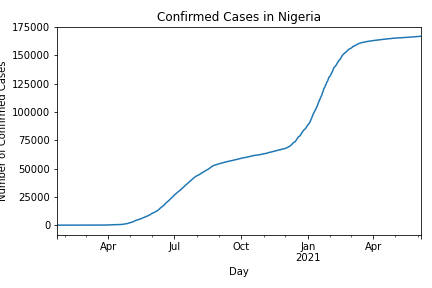 Confirmed Cases in Nigeria
175000
150000
125000
100000
75000
50000
25000
0
Number of Confirmed Cases
Apr
Jul
Oct
Jan
2021
Apr
Day